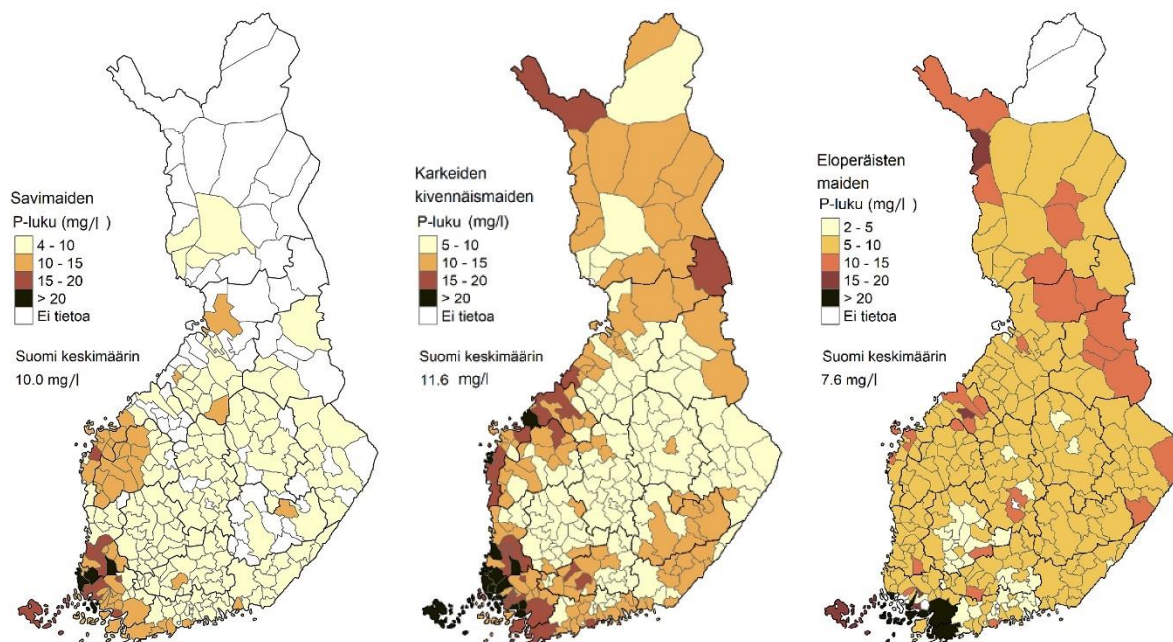 Savimaiden
P-luku (mg/l )
4 - 10
10 - 15
15 - 20
> 20
Ei tietoa
Suomi keskimäärin
10.0 mg/l
Karkeiden
kivennäismaiden
P-luku (mg/l)
5 - 10
10 - 15
15 - 20
> 20
Ei tietoa
Suomi keskimäärin
11.6 mg/l
Eloperäisten
maiden
P-luku (mg/l )
2 - 5
5 - 10
10 - 15
15 - 20
> 20
Ei tietoa
Suomi keskimäärin
7.6 mg/l